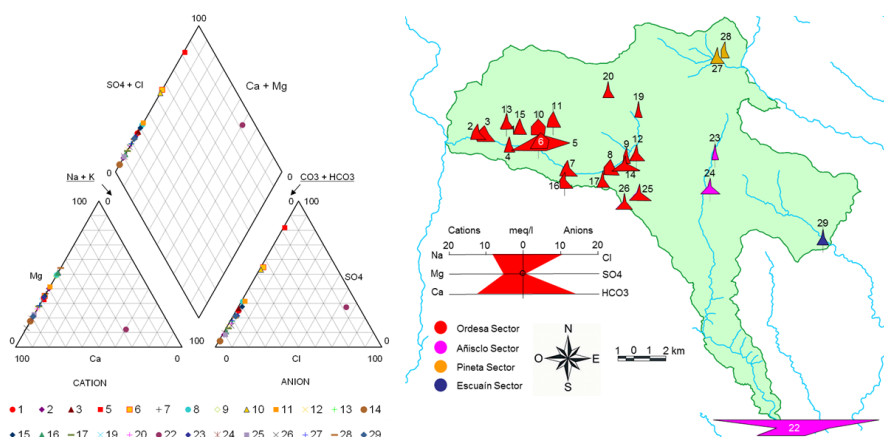 100
100
SO4 + Cl
Ca + Mg
0
0
Na + K
CO3 + HCO3
100
0
0
100
Mg
SO4
100
0
0
100
Ca
Cl
CATION
ANION
1 2 3 5 6 7 8 9 10 11 12 13 14
15 16 17 19 20 22 23 24 25 26 27 28 29
28
27
20
19
13
15
10
11
2
3
4
6
5
9
12
8
14
7
16
17
26
25
23
24
29
22
Cations meq/l Anions
20 10 0 10 20
Na Cl
Mg SO4
Ca HCO3
Ordesa Sector
Añisclo Sector
Pineta Sector
Escuaín Sector
N
O E
S
1 0 1 2 km